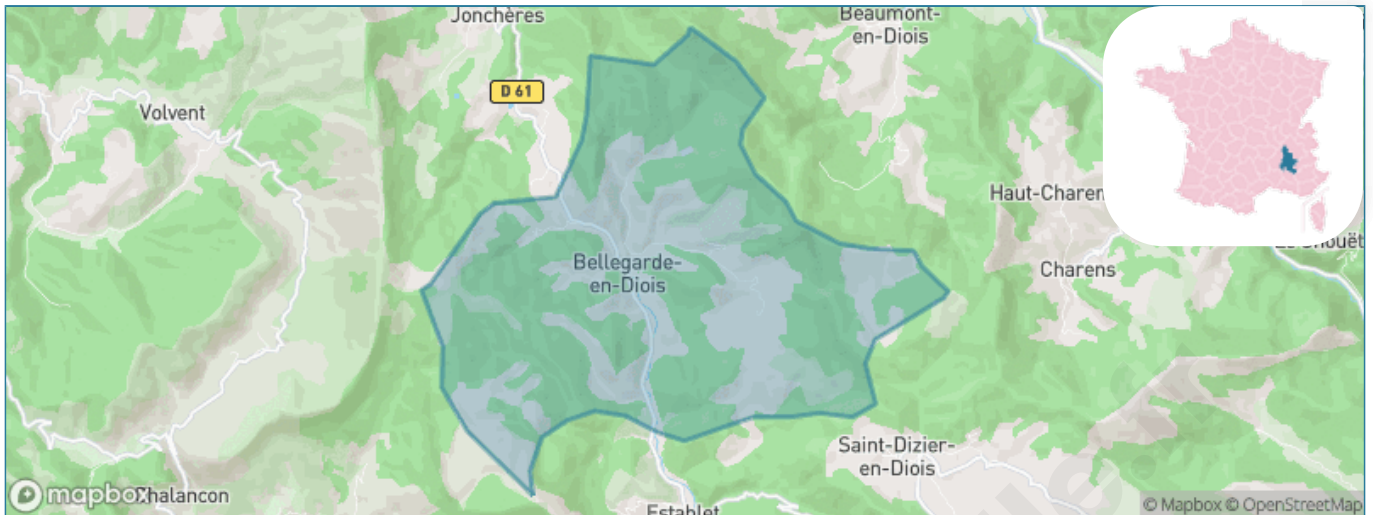 Jonchères
Beaumont-
en-Diois
D 61
Volvent
Haut-Charen
Bellegarde-
en-Diois
Charens
Saint-Dizier-
en-Diois
mapbox
Chalancon
Establet
© Mapbox © OpenStreetMap